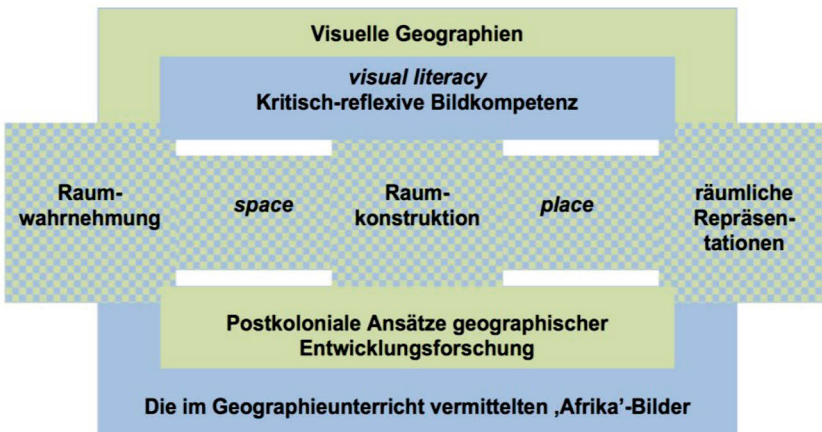 Visuelle Geographien
visual literacy
Kritisch-reflexive Bildkompetenz
Raum-
wahrnehmung
space
Raum-
konstruktion
place
räumliche
Repräsen-
tationen
Postkoloniale Ansätze geographischer
Entwicklungsforschung
Die im Geographieunterricht vermittelten ‚Afrika’-Bilder